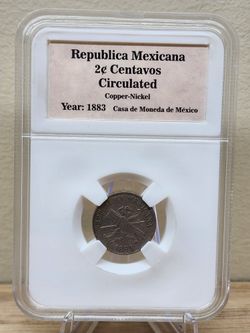 Republica Mexicana
2¢ Centavos
Circulated
Copper-Nickel
Year: 1883 Casa de Moneda de México